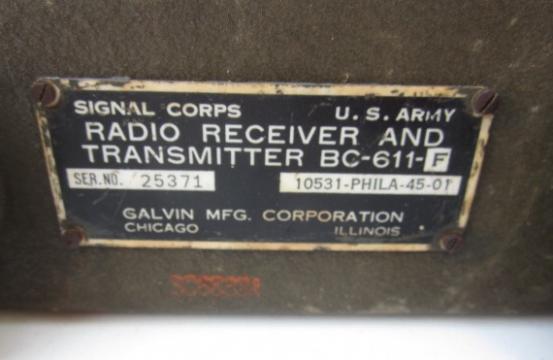 SIGNAL CORPS U.S. ARMY
RADIO RECEIVER AND
TRANSMITTER BC-611-F
SER.NO. 25371 10531-PHILA-45-01
GALVIN MFG. CORPORATION
CHICAGO ILLINOIS